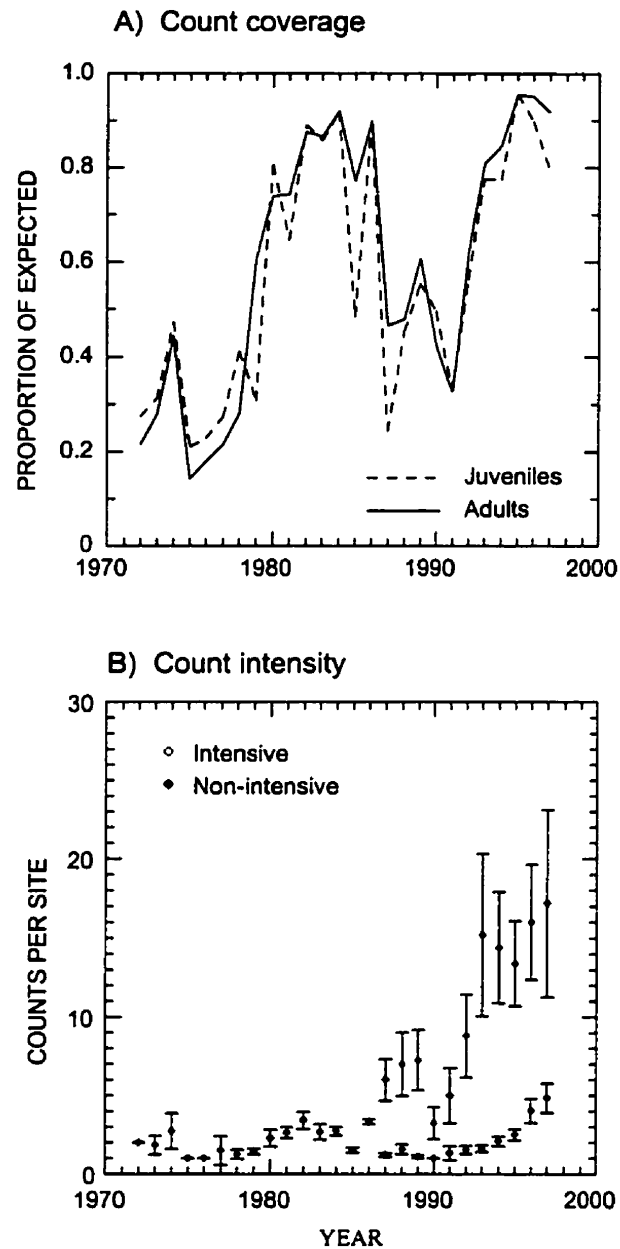 A) Count coverage
1.0
0.8
0.6
0.4
0.2
0
PROPORTION OF EXPECTED
Juveniles
Adults
1970 1980 1990 2000
B) Count intensity
30
20
10
0
COUNTS PER SITE
Intensive
Non-intensive
1970 1980 1990 2000
YEAR